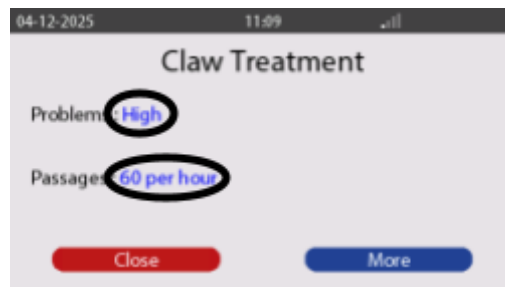 04-12-2025 11:09
Claw Treatment
Problems: High
Passages: 60 per hour
Close More